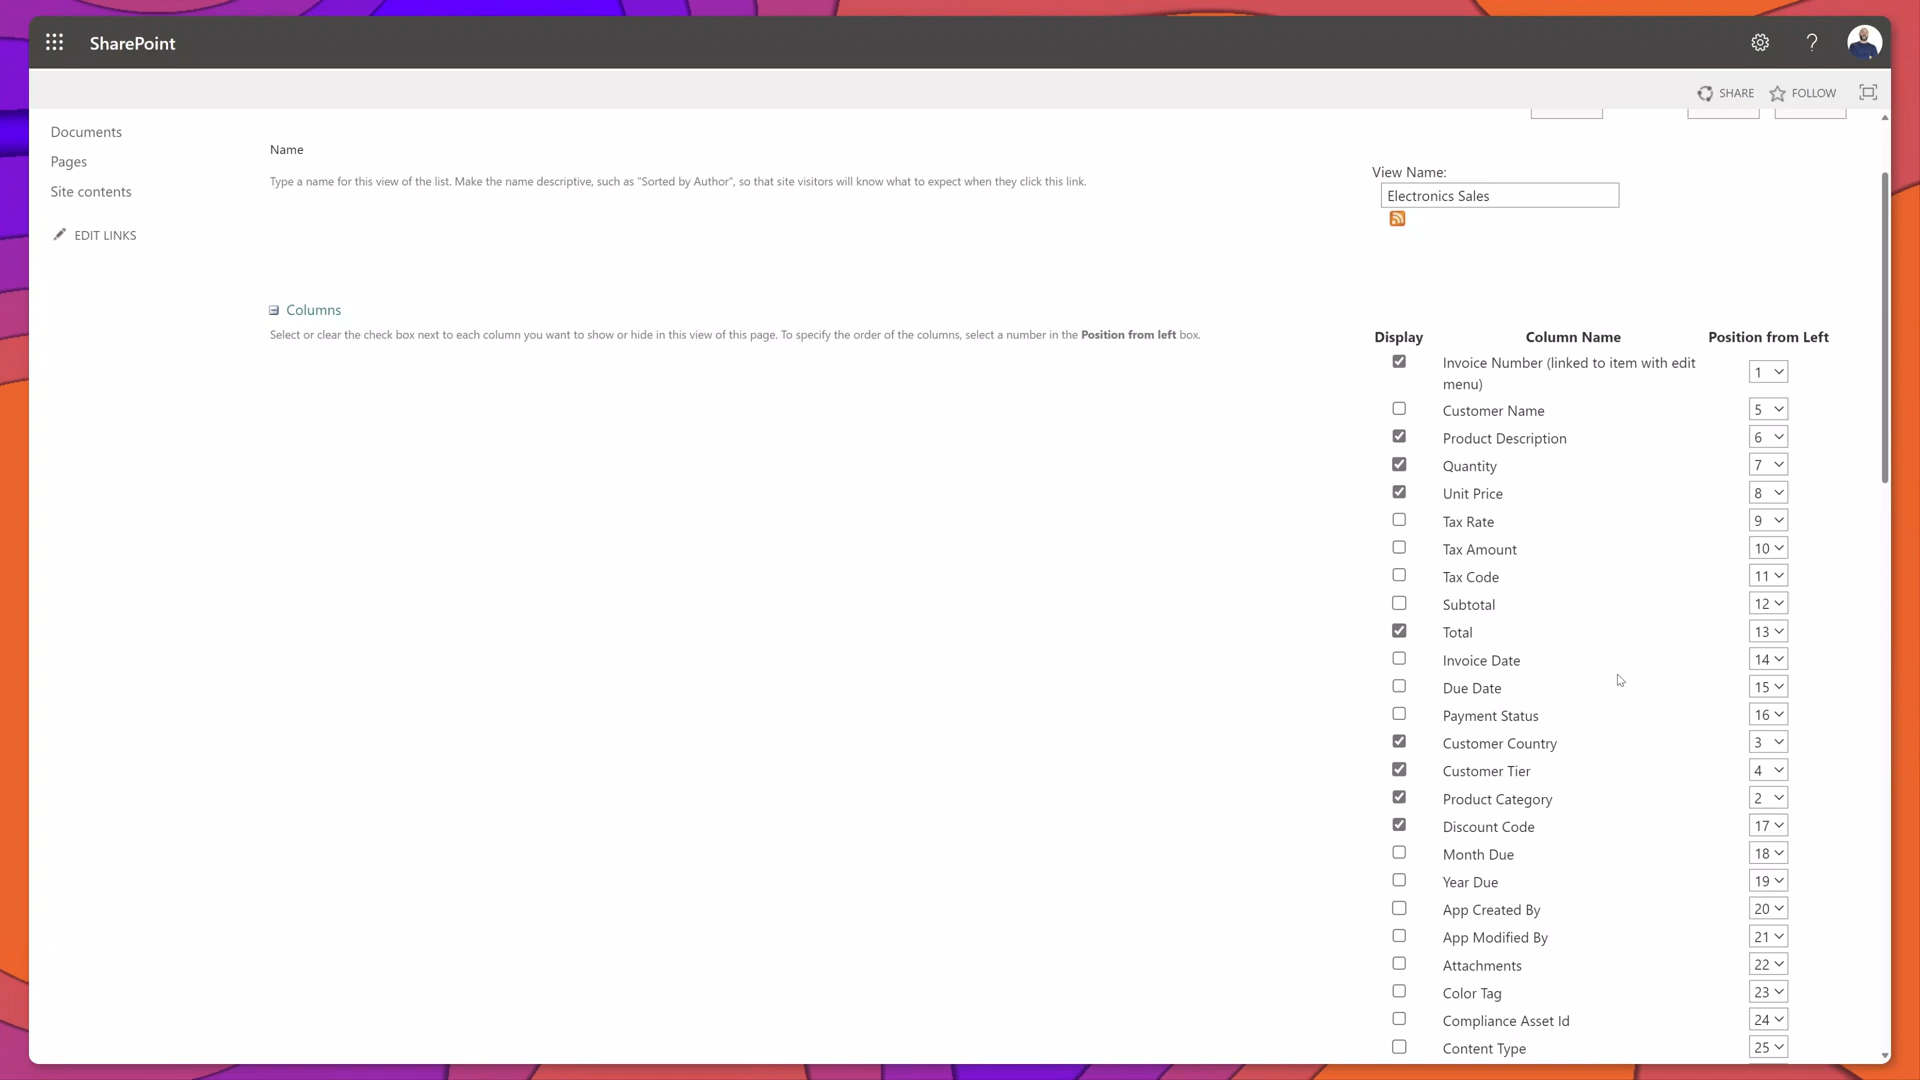 SharePoint
?
SHARE
FOLLOW
Documents
Pages
Site contents
EDIT LINKS
Name
Type a name for this view of the list. Make the name descriptive, such as "Sorted by Author", so that site visitors will know what to expect when they click this link.
View Name:
Electronics Sales
Columns
Select or clear the check box next to each column you want to show or hide in this view of this page. To specify the order of the columns, select a number in the Position from left box.
Display Column Name Position from Left
Invoice Number (linked to item with edit
menu) 1
Customer Name 5
Product Description 6
Quantity 7
Unit Price 8
Tax Rate 9
Tax Amount 10
Tax Code 11
Subtotal 12
Total 13
Invoice Date 14
Due Date 15
Payment Status 16
Customer Country 3
Customer Tier 4
Product Category 2
Discount Code 17
Month Due 18
Year Due 19
App Created By 20
App Modified By 21
Attachments 22
Color Tag 23
Compliance Asset Id 24
Content Type 25